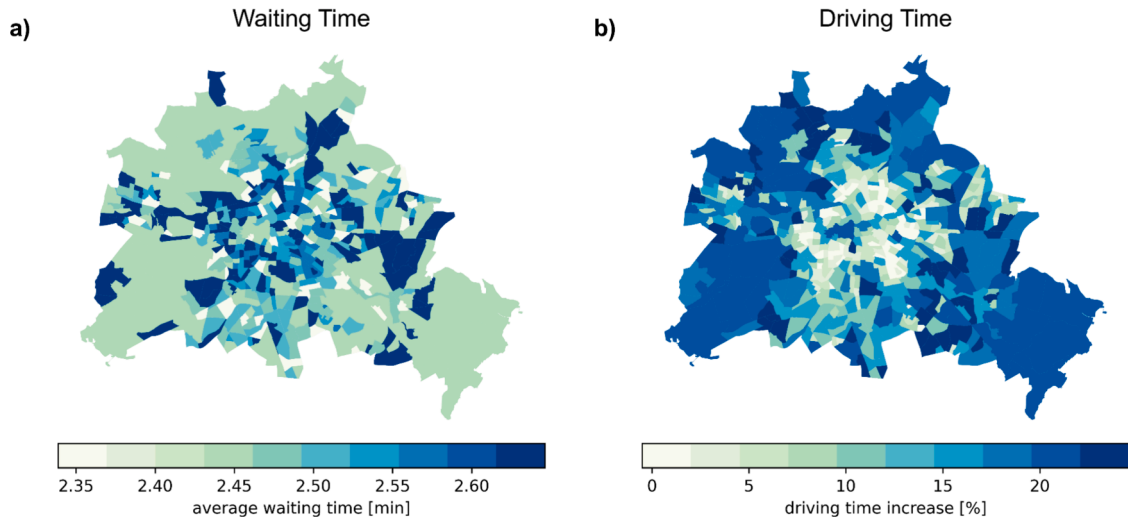 a)
Waiting Time
b)
Driving Time
2.35 2.40 2.45 2.50 2.55 2.60
average waiting time [min]
0 5 10 15 20
driving time increase [%]